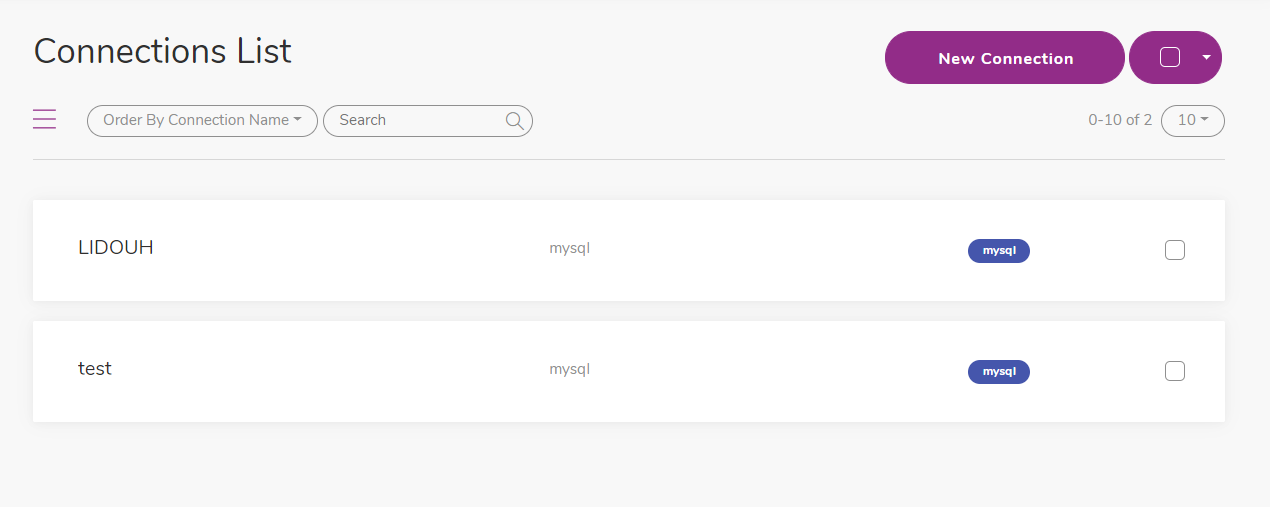 Connections List
New Connection
Order By Connection Name
Search
0-10 of 2
10
LIDOUH
mysql
mysql
test
mysql
mysql